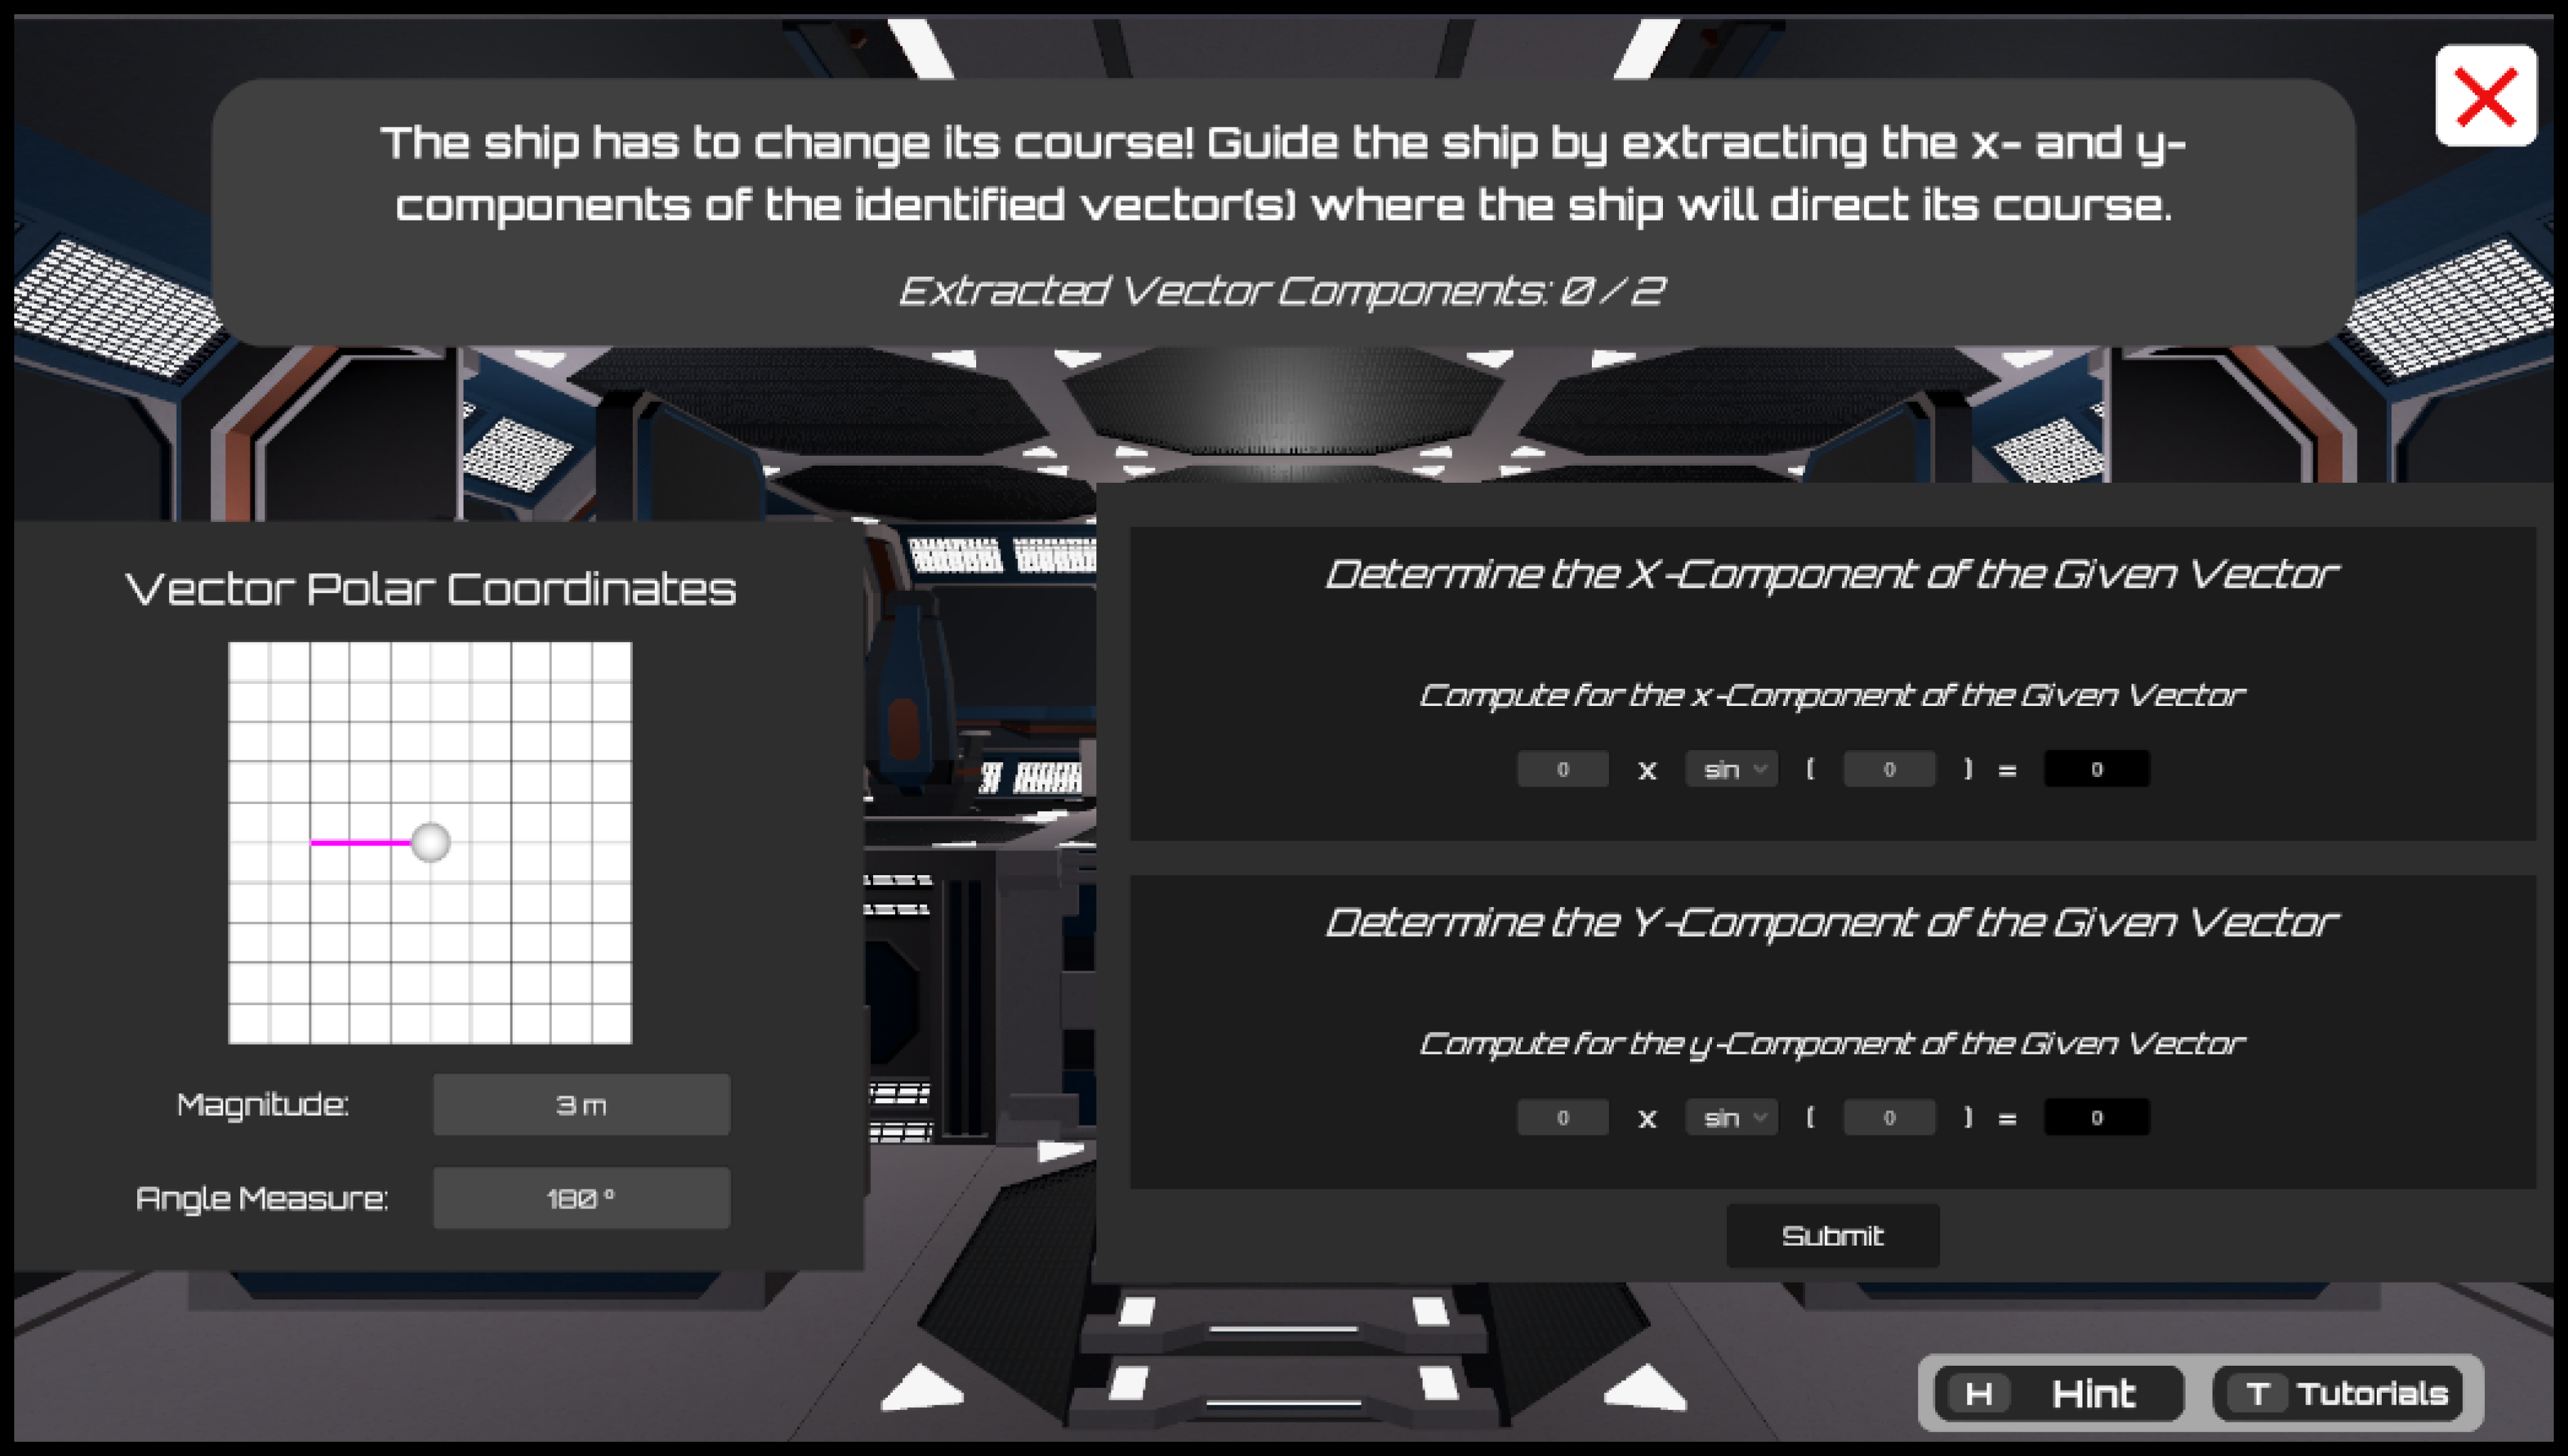 The ship has to change its course! Guide the ship by extracting the x- and y-
components of the identified vector(s) where the ship will direct its course.
Extracted Vector Components: 0 / 2
Vector Polar Coordinates
Magnitude: 3 m
Angle Measure: 180 °
Determine the X-Component of the Given Vector
Compute for the x-Component of the Given Vector
0 x sin ( 0 ) = 0
Determine the Y-Component of the Given Vector
Compute for the y-Component of the Given Vector
0 x sin ( 0 ) = 0
Submit
H Hint T Tutorials